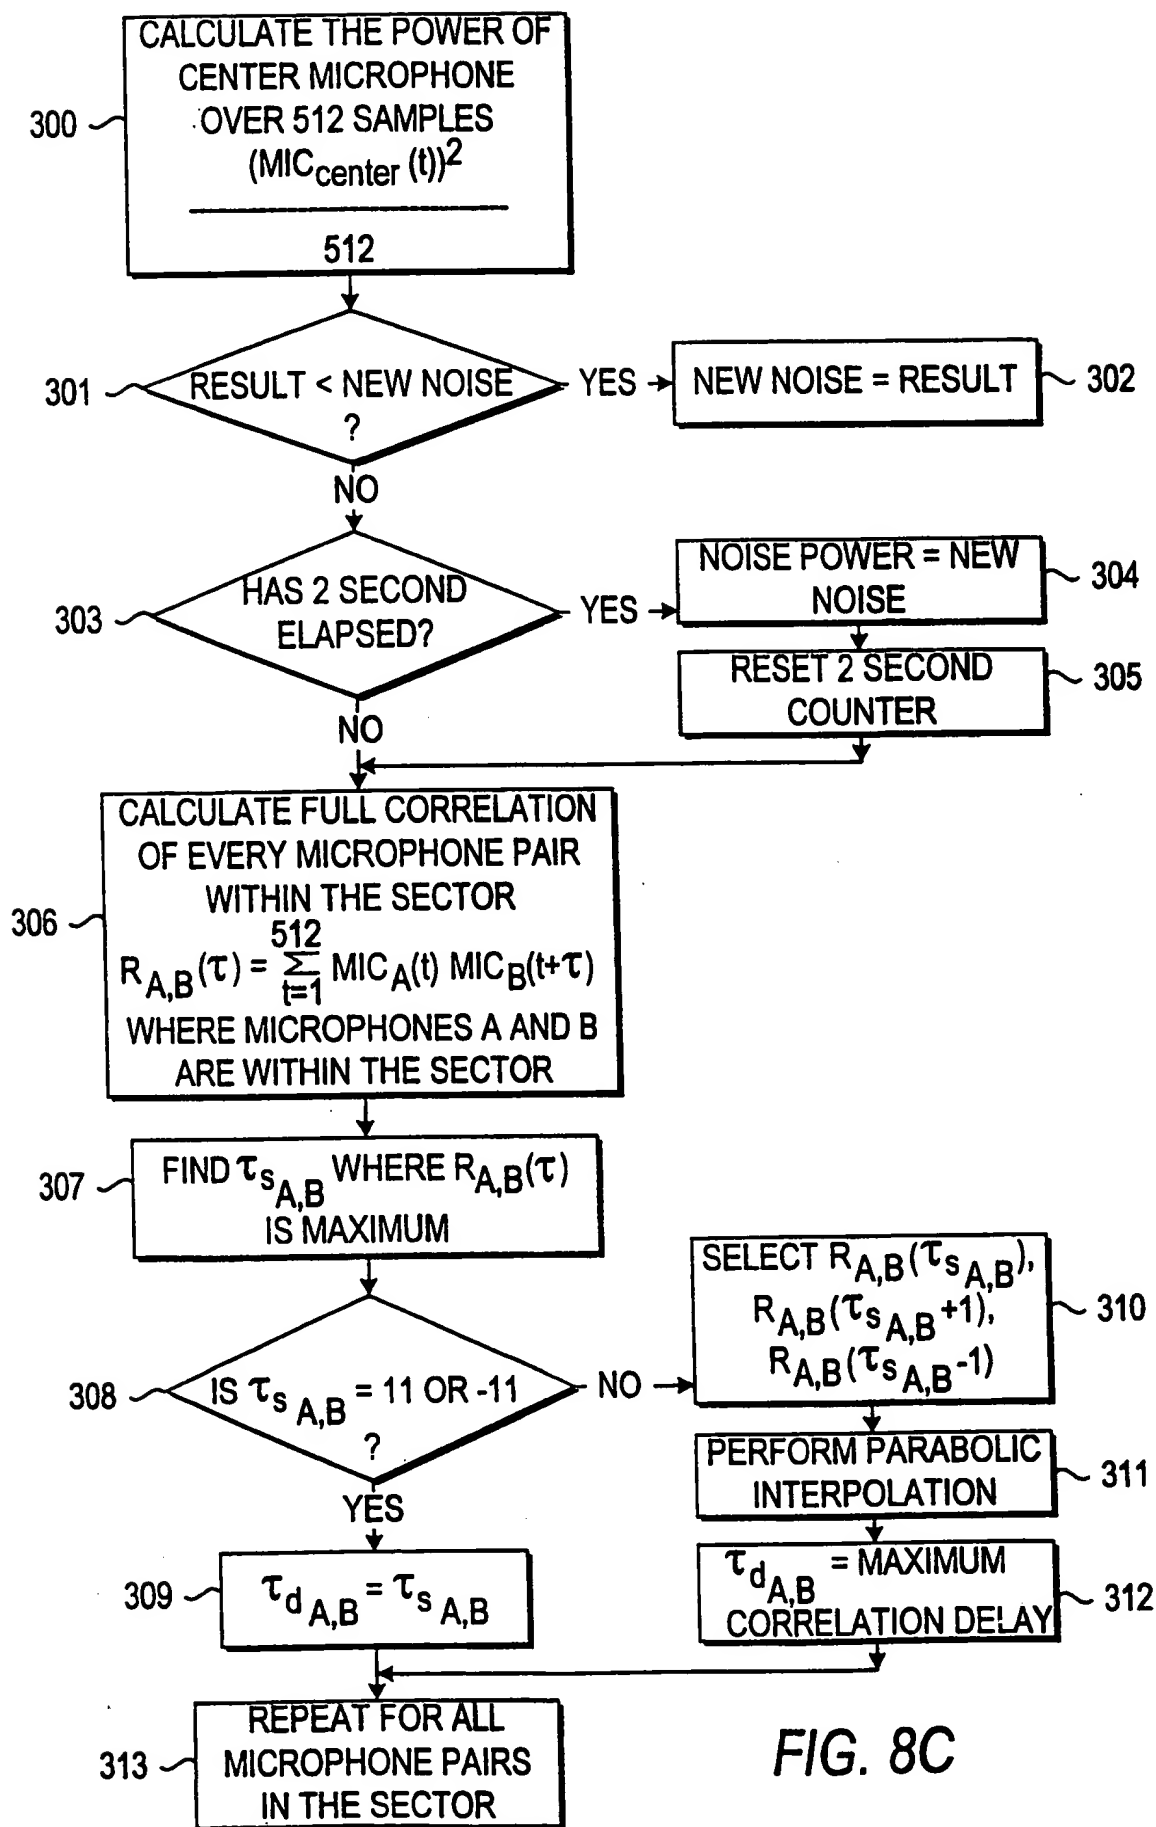 CALCULATE THE POWER OF
CENTER MICROPHONE
OVER 512 SAMPLES
(MICcenter (t))2
512
300
301
RESULT < NEW NOISE
?
YES
NEW NOISE = RESULT
302
NO
303
HAS 2 SECOND
ELAPSED?
YES
NOISE POWER = NEW
NOISE
304
RESET 2 SECOND
COUNTER
305
NO
306
CALCULATE FULL CORRELATION
OF EVERY MICROPHONE PAIR
WITHIN THE SECTOR
512
RA,B(τ) = Σ MICA(t) MICB(t+τ)
t=1
WHERE MICROPHONES A AND B
ARE WITHIN THE SECTOR
307
FIND τsA,B WHERE RA,B(τ)
IS MAXIMUM
308
IS τsA,B = 11 OR -11
?
NO
SELECT RA,B(τsA,B),
RA,B(τsA,B+1),
RA,B(τsA,B-1)
310
PERFORM PARABOLIC
INTERPOLATION
311
YES
309
τdA,B = τsA,B
τdA,B = MAXIMUM
CORRELATION DELAY
312
313
REPEAT FOR ALL
MICROPHONE PAIRS
IN THE SECTOR
FIG. 8C